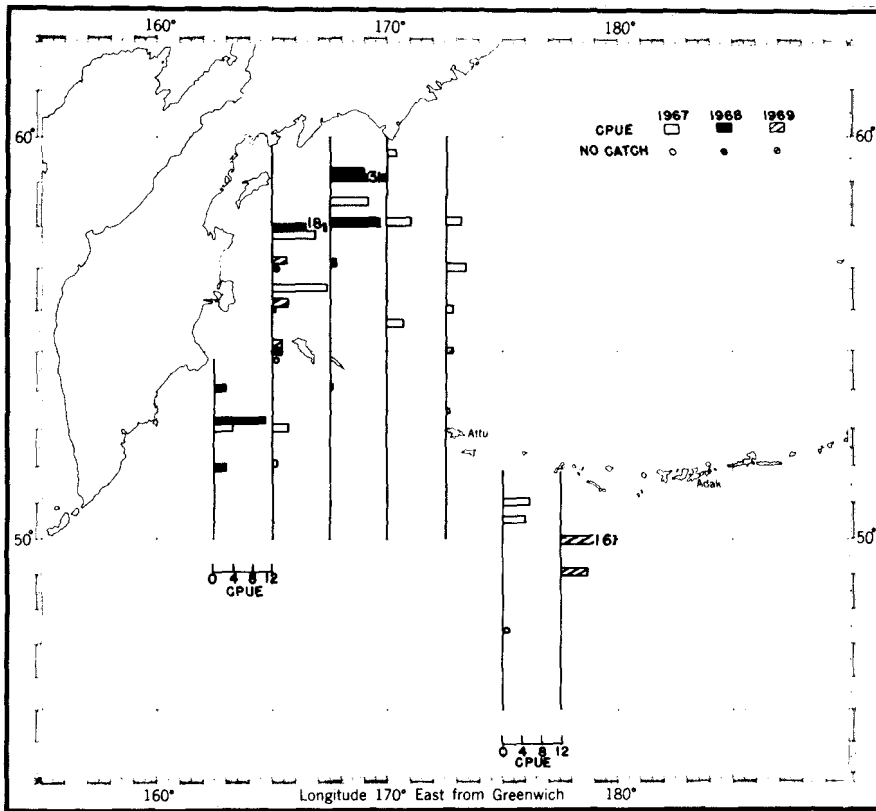 160° 170° 180°
1967 1968 1969
60° CPUE 60°
NO CATCH
31
18
Attu
Adak
50° 16 50°
0 4 8 12
CPUE
0 4 8 12
CPUE
160° Longitude 170° East from Greenwich 180°